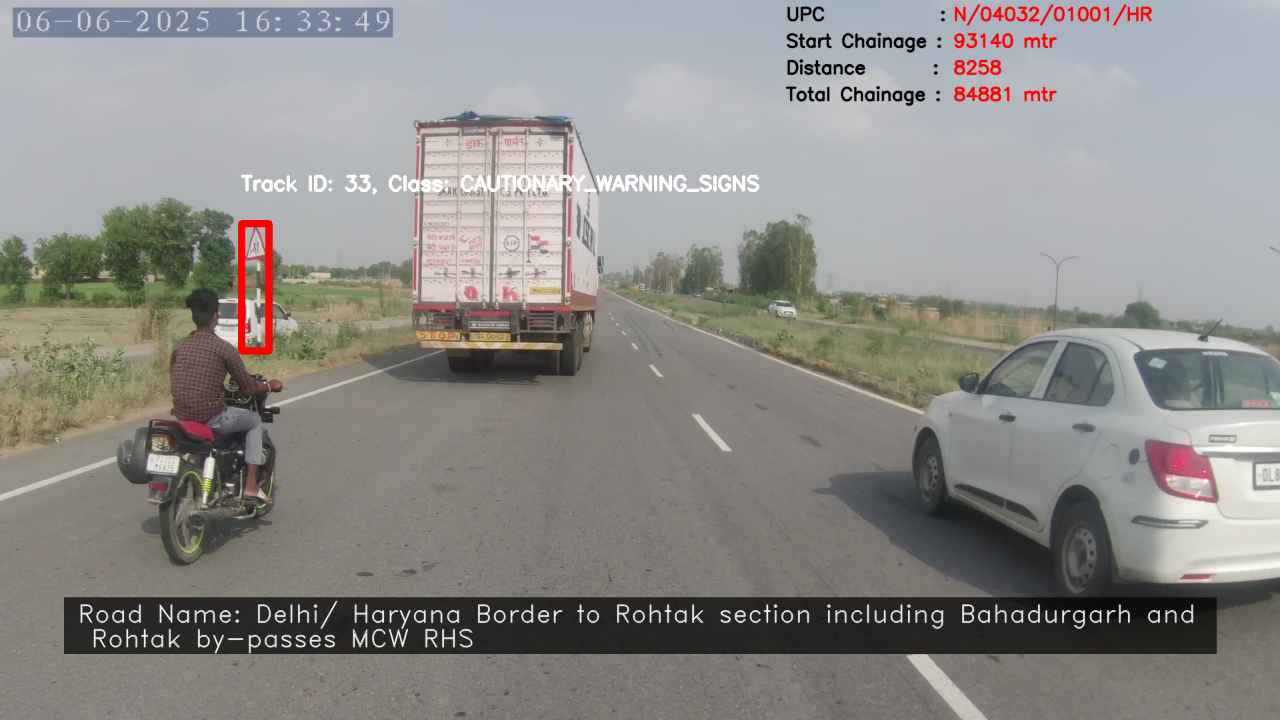 06-06-2025 16:33:49
UPC : N/04032/01001/HR
Start Chainage : 93140 mtr
Distance : 8258
Total Chainage : 84881 mtr
Track ID: 33, Class: CAUTIONARY_WARNING_SIGNS
O K
Road Name: Delhi/ Haryana Border to Rohtak section including Bahadurgarh and
Rohtak by-passes MCW RHS